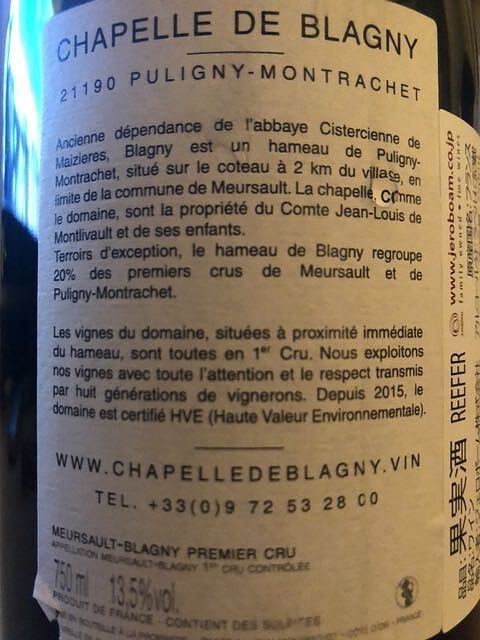 CHAPELLE DE BLAGNY
21190 PULIGNY-MONTRACHET
Ancienne dépendance de l'abbaye Cistercienne de
Maizieres, Blagny est un hameau de Puligny-
Montrachet, situé sur le coteau à 2 km du village, en
limite de la commune de Meursault. La chapelle, comme
le domaine, sont la propriété du Comte Jean-Louis de
Montlivault et de ses enfants.
Terroirs d'exception, le hameau de Blagny regroupe
20% des premiers crus de Meursault et de
Puligny-Montrachet.
Les vignes du domaine, situées à proximité immédiate
du hameau, sont toutes en 1er Cru. Nous exploitons
nos vignes avec toute l'attention et le respect transmis
par huit générations de vignerons. Depuis 2015, le
domaine est certifié HVE (Haute Valeur Environnementale).
WWW.CHAPELLEDEBLAGNY.VIN
TEL. +33(0)9 72 53 28 00
MEURSAULT-BLAGNY PREMIER CRU
APPELLATION MEURSAULT-BLAGNY 1ER CRU CONTRÔLÉE
750 ml 13,5%vol.
PRODUIT DE FRANCE - CONTIENT DES SULFITES
www.jeroboam.co.jp
family owned fine wines
果実酒 REEFER